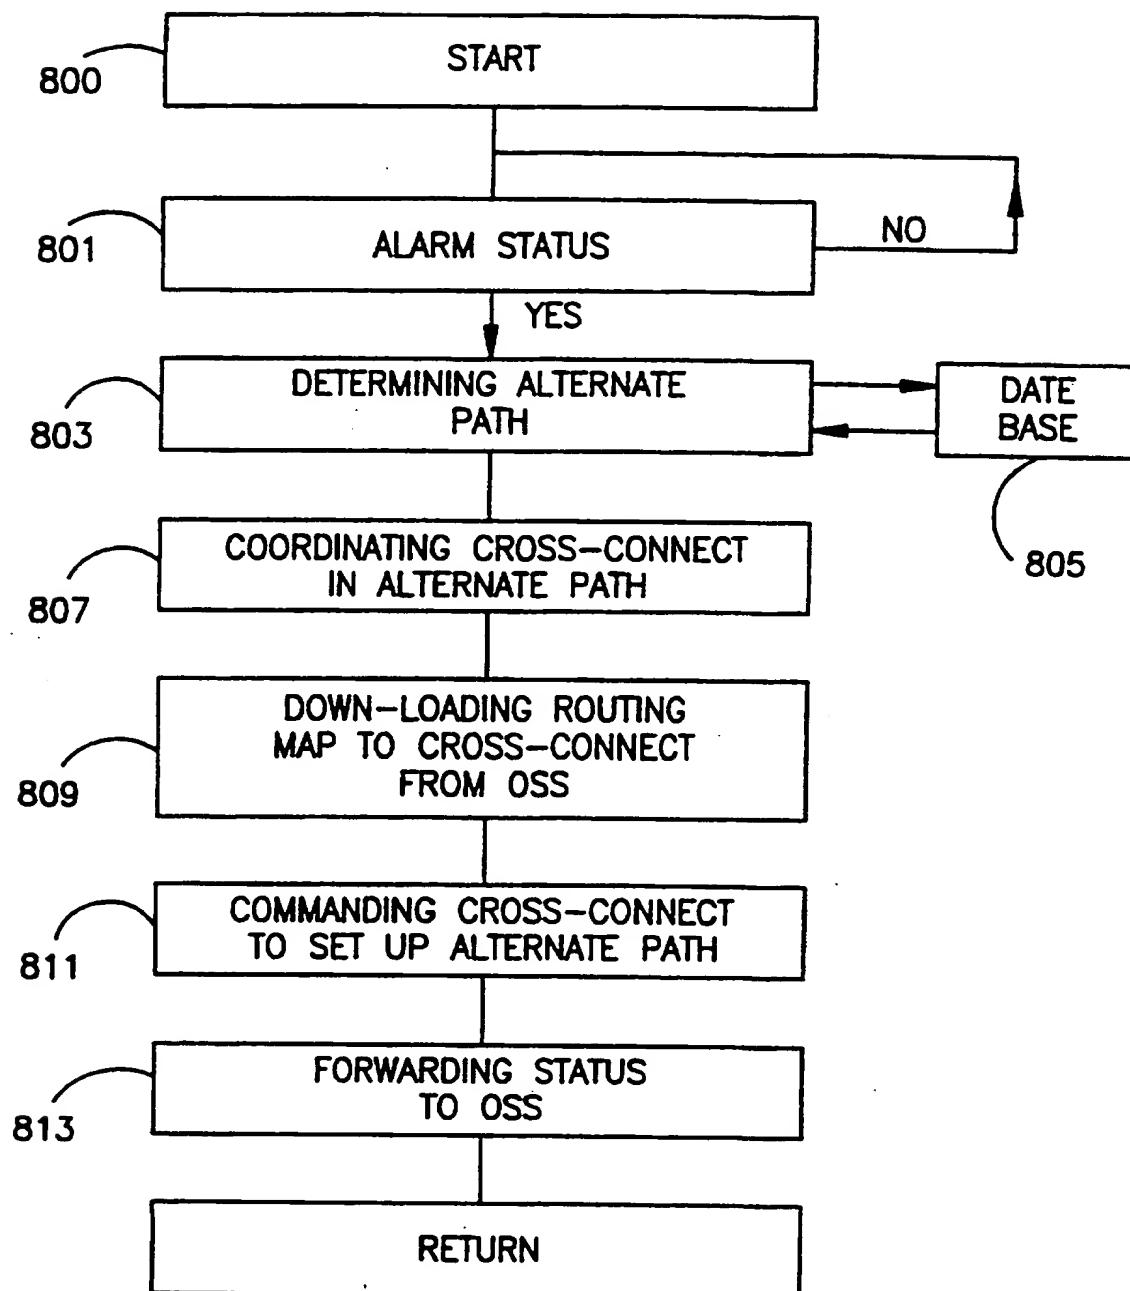 START
800
ALARM STATUS
NO
801
YES
DETERMINING ALTERNATE
PATH
803
DATE
BASE
805
COORDINATING CROSS-CONNECT
IN ALTERNATE PATH
807
DOWN-LOADING ROUTING
MAP TO CROSS-CONNECT
FROM OSS
809
COMMANDING CROSS-CONNECT
TO SET UP ALTERNATE PATH
811
FORWARDING STATUS
TO OSS
813
RETURN